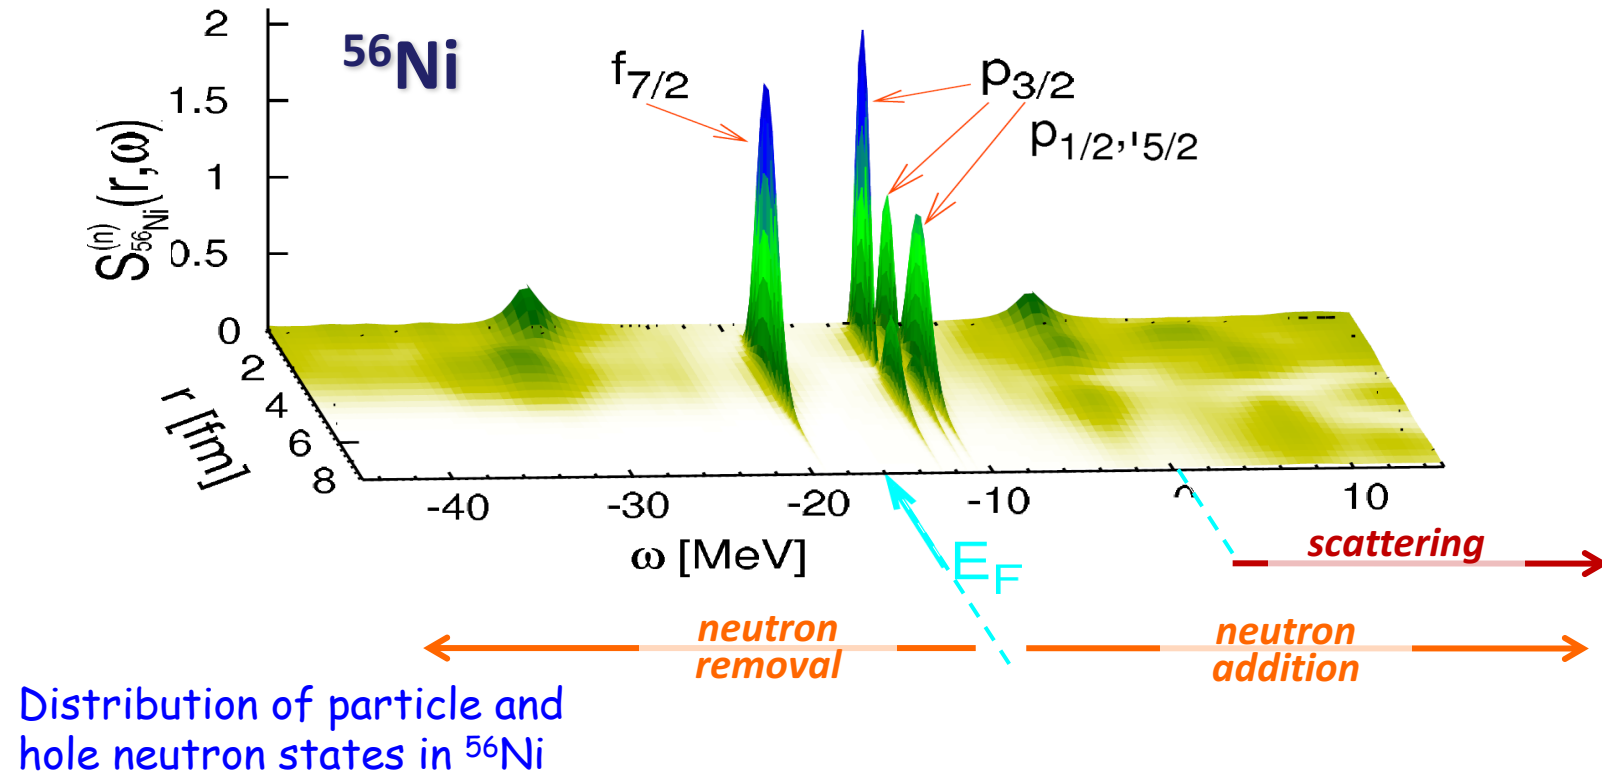 2
1.5
1
0.5
0
S^(n)_56Ni(r,ω)
⁵⁶Ni
f7/2
p3/2
p1/2,'5/2
2
4
6
8
r [fm]
-40
-30
-20
-10
0
10
ω [MeV]
EF
scattering
neutron
removal
neutron
addition
Distribution of particle and
hole neutron states in ⁵⁶Ni